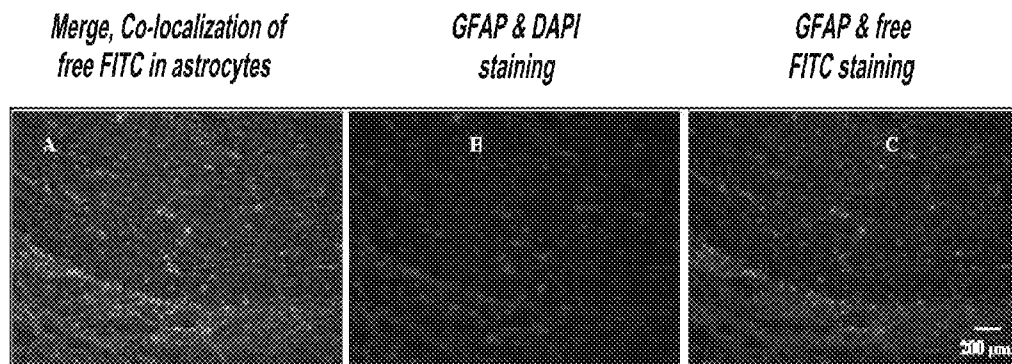 Merge, Co-localization of
free FITC in astrocytes
GFAP & DAPI
staining
GFAP & free
FITC staining
A
B
C
200 μm